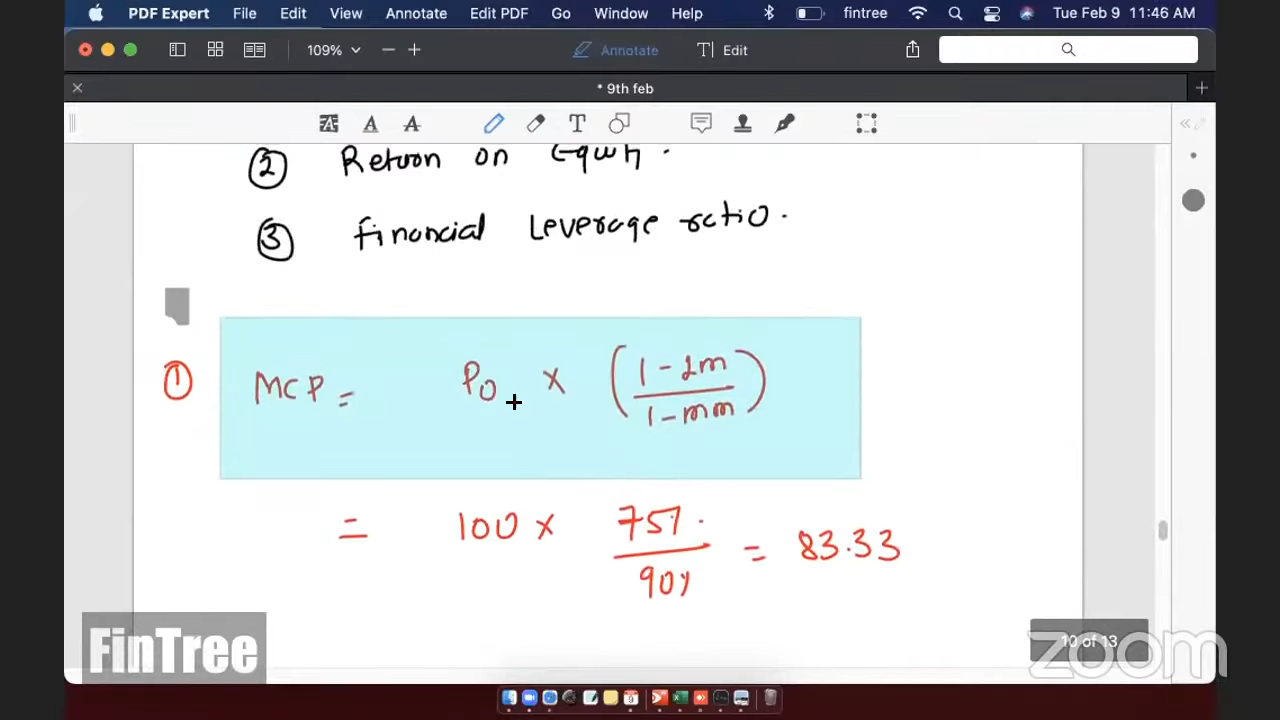 PDF Expert File Edit View Annotate Edit PDF Go Window Help fintree Tue Feb 9 11:46 AM
109% Annotate T Edit
* 9th feb
② Return on Equity.
③ Financial Leverage ratio.
① MCP = P0 × (1 - Im / 1 - mm)
= 100 × 75% / 90% = 83.33
FinTree
10 of 13
zoom